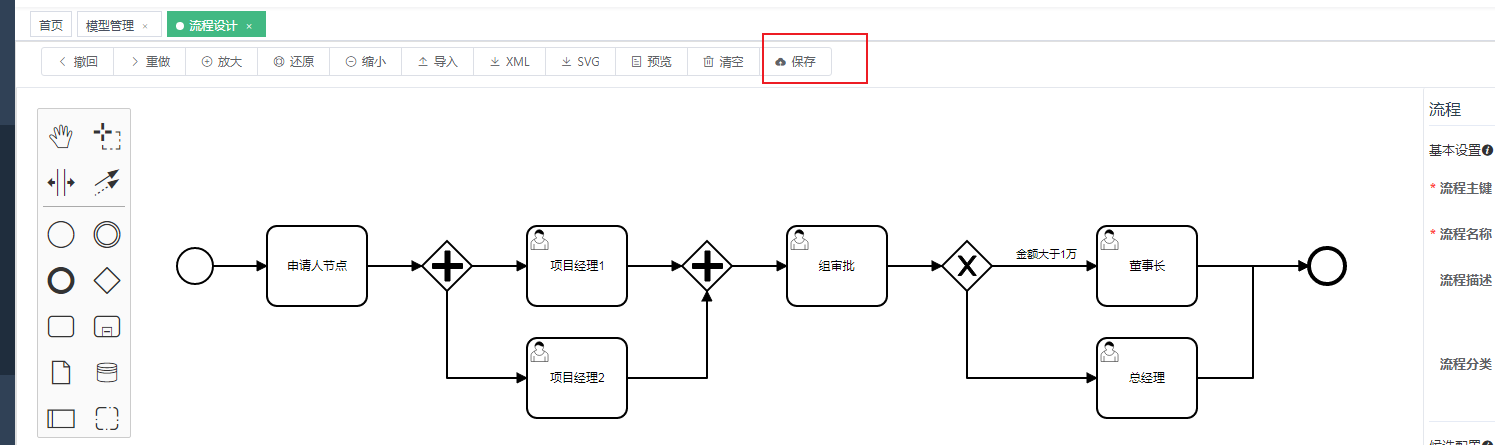 首页
模型管理 ×
流程设计 ×
撤回
重做
放大
还原
缩小
导入
XML
SVG
预览
清空
保存
流程
基本设置
* 流程主键
* 流程名称
流程描述
流程分类
申请人节点
项目经理1
项目经理2
组审批
金额大于1万
董事长
总经理